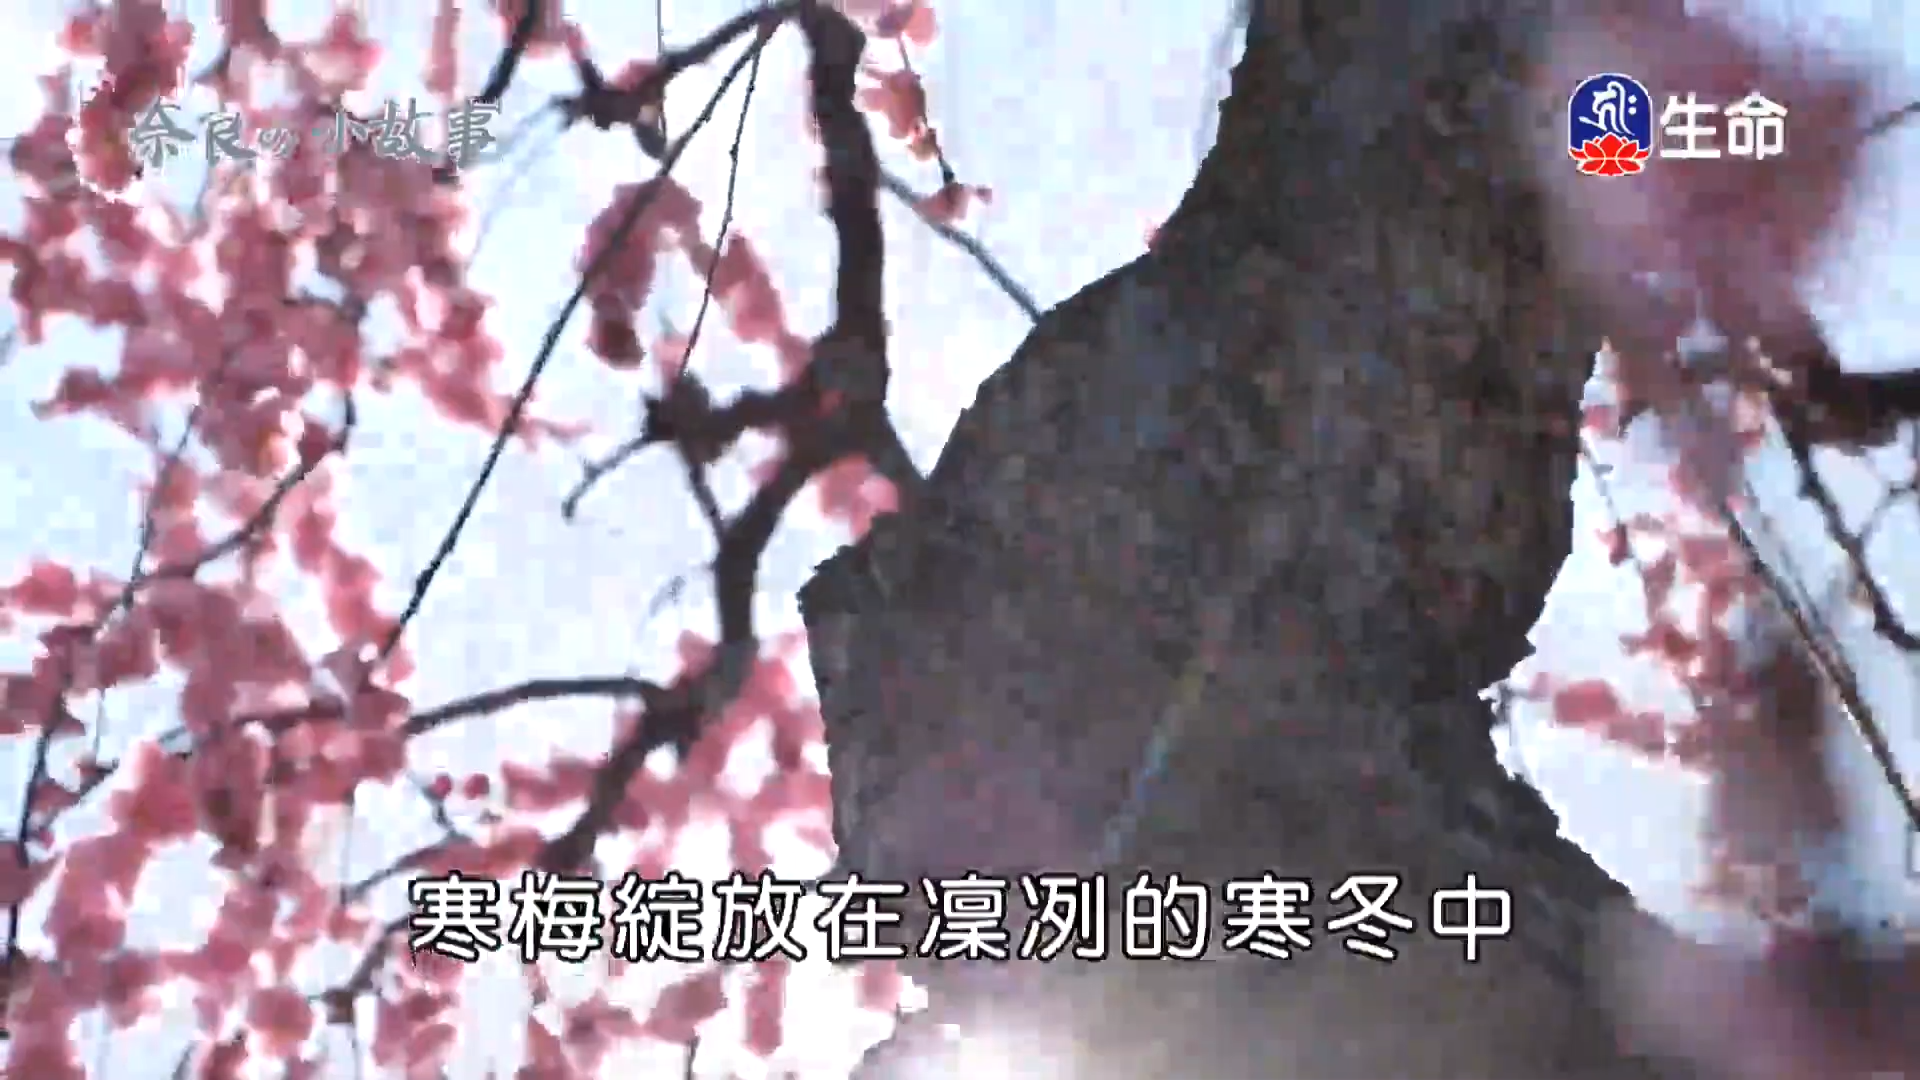 奈良の小故事
生命
寒梅綻放在凜冽的寒冬中